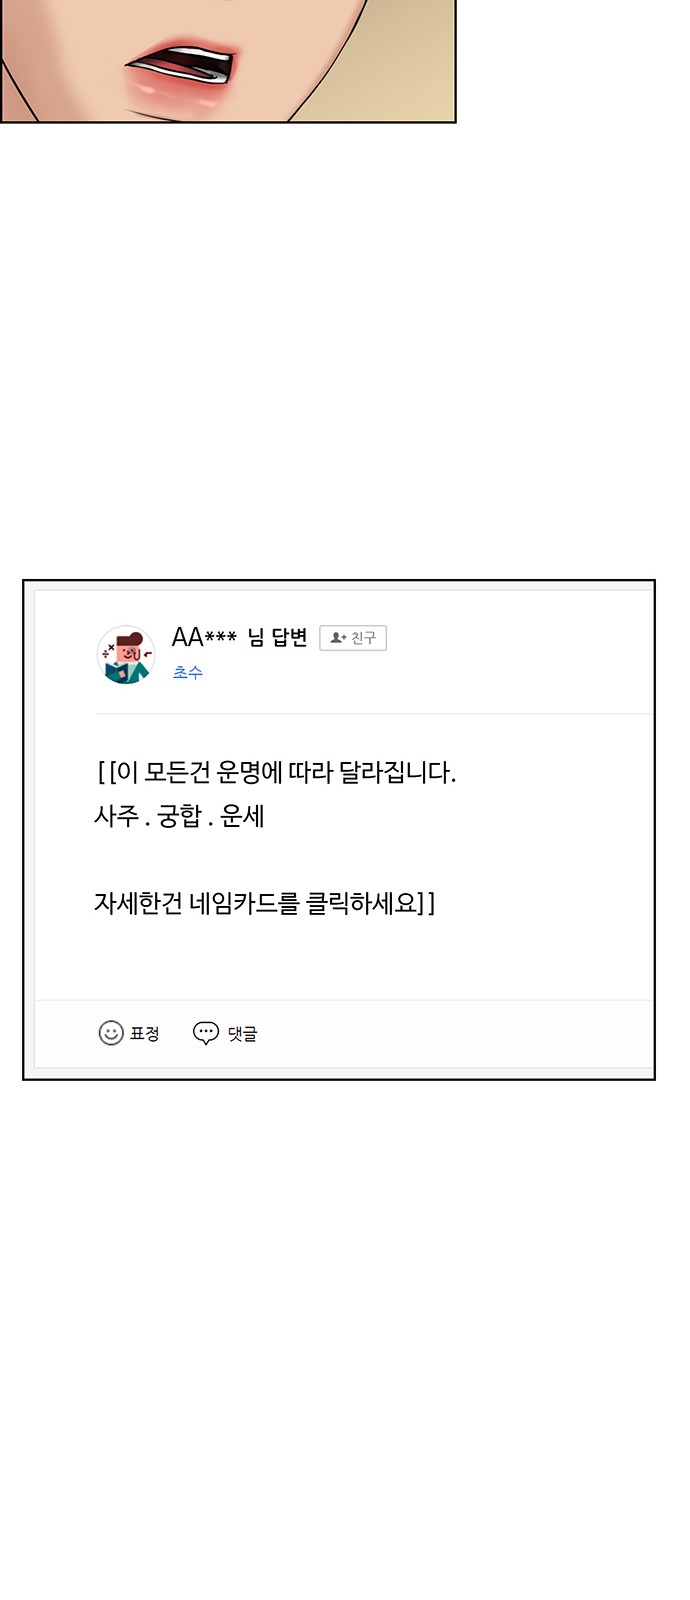 AA*** 님 답변 친구
초수
[[이 모든건 운명에 따라 달라집니다.
사주 . 궁합 . 운세
자세한건 네임카드를 클릭하세요]]
표정 댓글